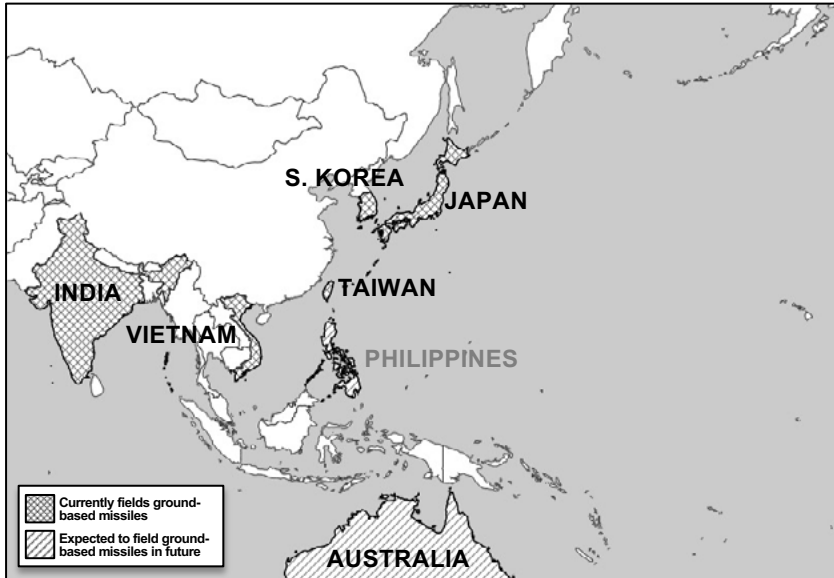 S. KOREA
JAPAN
INDIA
TAIWAN
VIETNAM
PHILIPPINES
Currently fields ground-
based missiles
Expected to field ground-
based missiles in future
AUSTRALIA